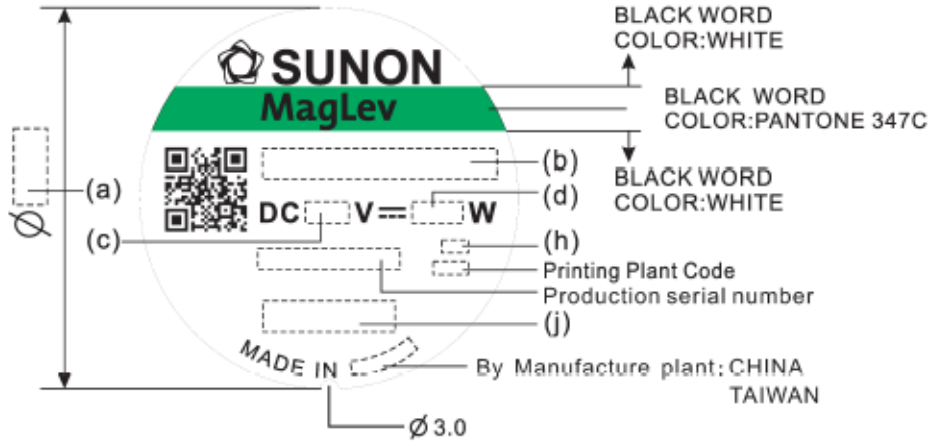 BLACK WORD
COLOR:WHITE
SUNON
MagLev
BLACK WORD
COLOR:PANTONE 347C
(b)
BLACK WORD
COLOR:WHITE
(a)
(d)
DC V W
(c)
(h)
Printing Plant Code
Production serial number
(j)
MADE IN
By Manufacture plant: CHINA
TAIWAN
Ø
Ø 3.0